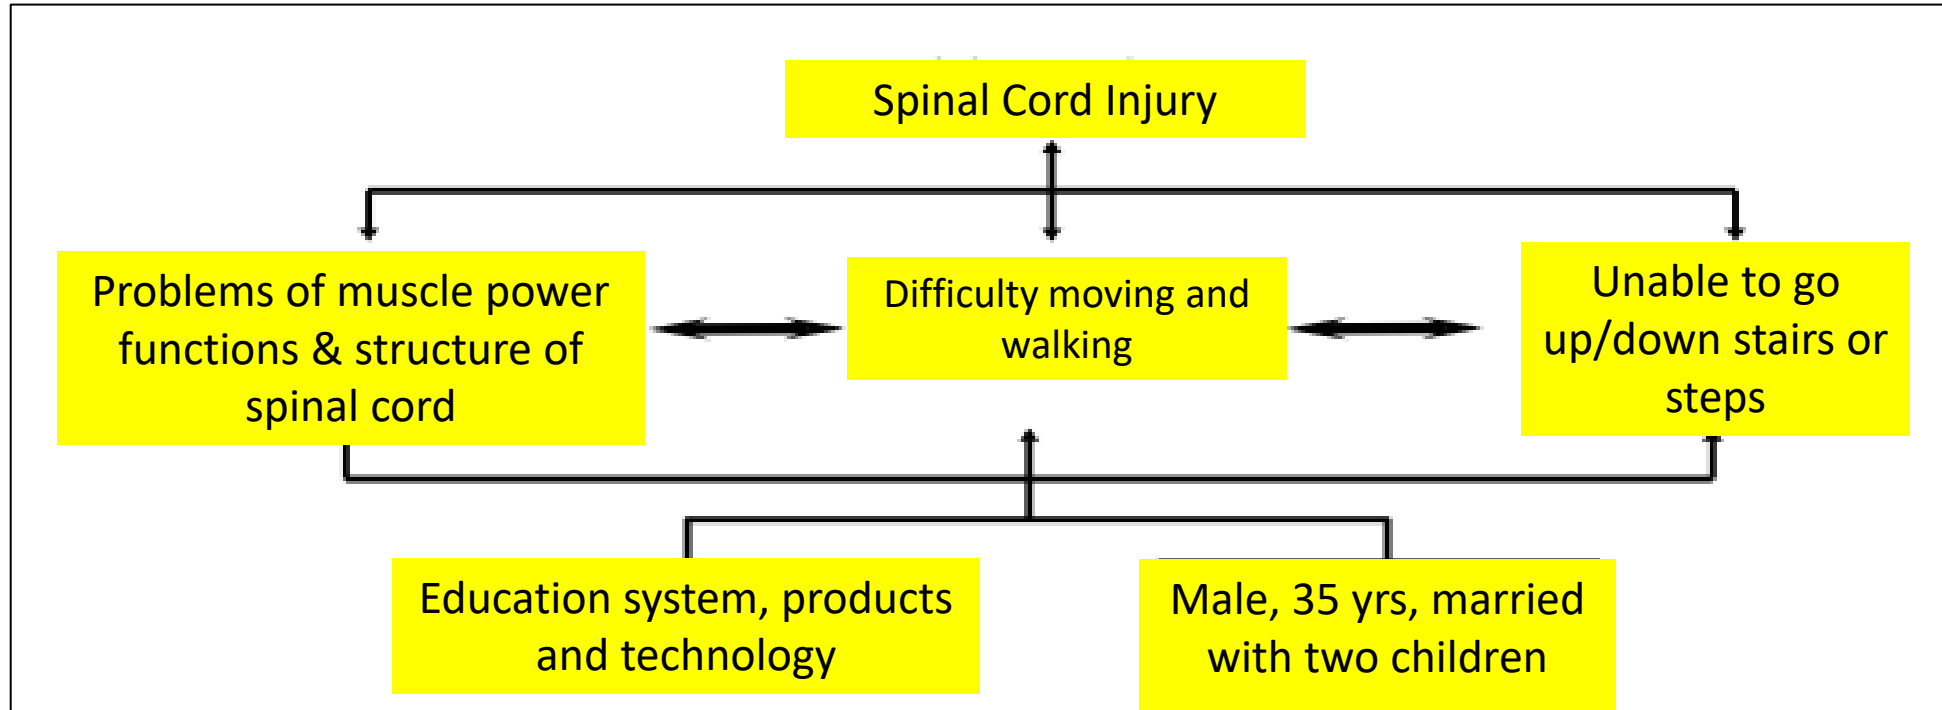 Spinal Cord Injury
Problems of muscle power
functions & structure of
spinal cord
Difficulty moving and
walking
Unable to go
up/down stairs or
steps
Education system, products
and technology
Male, 35 yrs, married
with two children